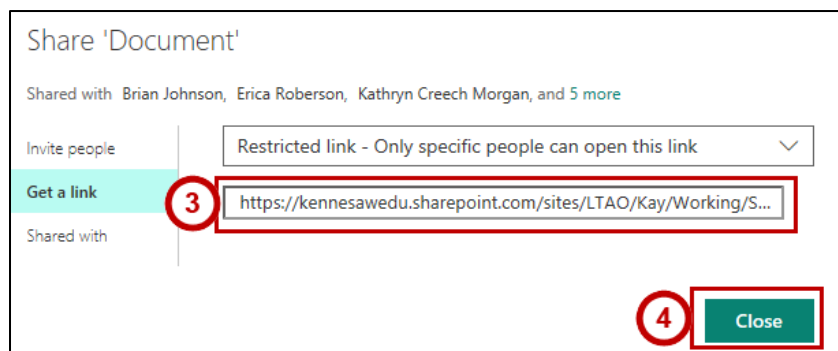 Share 'Document'
Shared with Brian Johnson, Erica Roberson, Kathryn Creech Morgan, and 5 more
Invite people
Restricted link - Only specific people can open this link
Get a link
3
https://kennesawedu.sharepoint.com/sites/LTAO/Kay/Working/S...
Shared with
4
Close